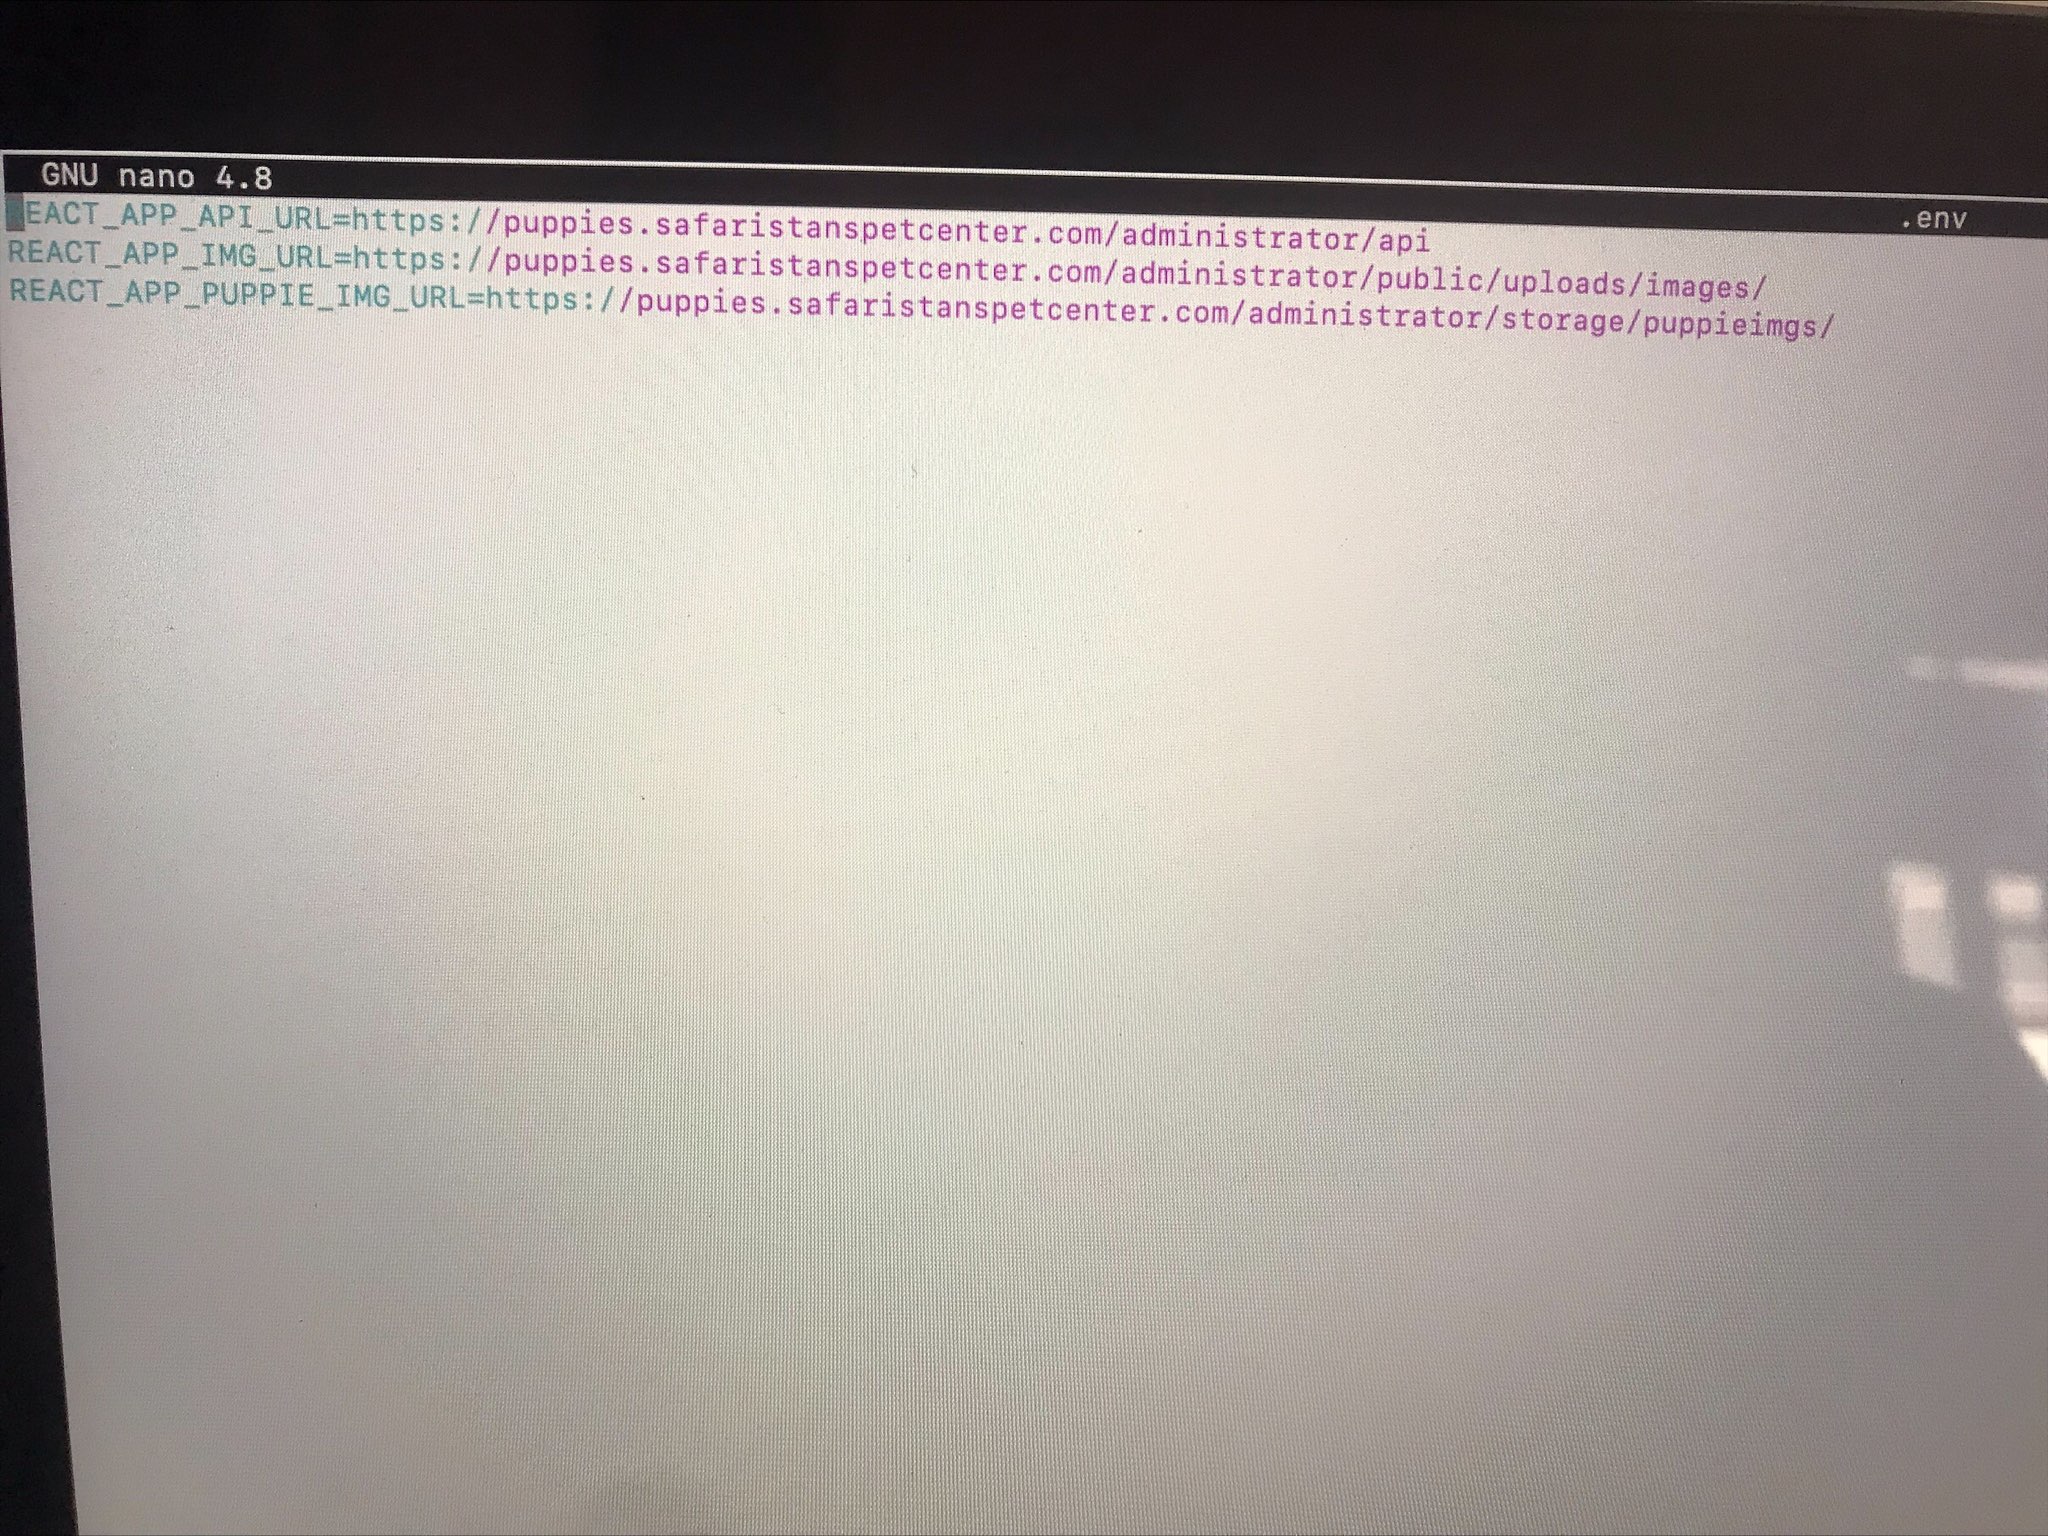 GNU nano 4.8 .env
REACT_APP_API_URL=https://puppies.safaristanspetcenter.com/administrator/api
REACT_APP_IMG_URL=https://puppies.safaristanspetcenter.com/administrator/public/uploads/images/
REACT_APP_PUPPIE_IMG_URL=https://puppies.safaristanspetcenter.com/administrator/storage/puppieimgs/